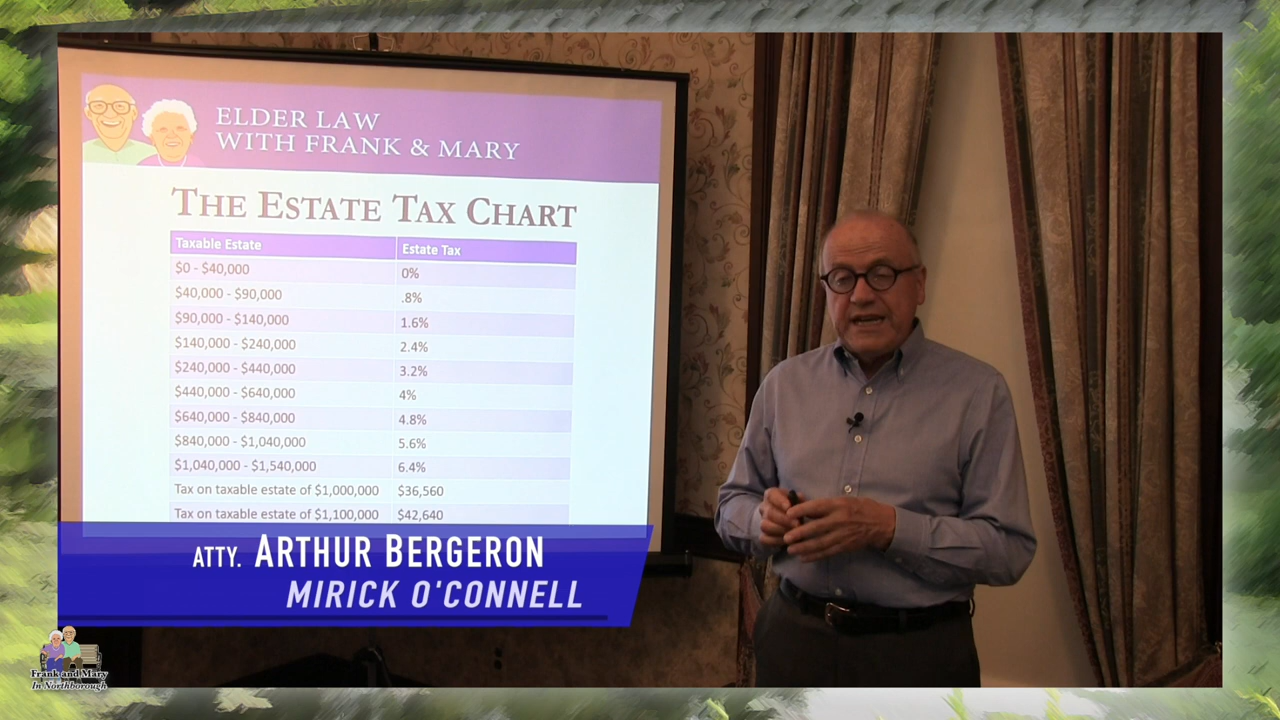 ELDER LAW
WITH FRANK & MARY
THE ESTATE TAX CHART
Taxable Estate Estate Tax
$0 - $40,000 0%
$40,000 - $90,000 .8%
$90,000 - $140,000 1.6%
$140,000 - $240,000 2.4%
$240,000 - $440,000 3.2%
$440,000 - $640,000 4%
$640,000 - $840,000 4.8%
$840,000 - $1,040,000 5.6%
$1,040,000 - $1,540,000 6.4%
Tax on taxable estate of $1,000,000 $36,560
Tax on taxable estate of $1,100,000 $42,640
ATTY. ARTHUR BERGERON
MIRICK O'CONNELL
Frank and Mary
In Northborough